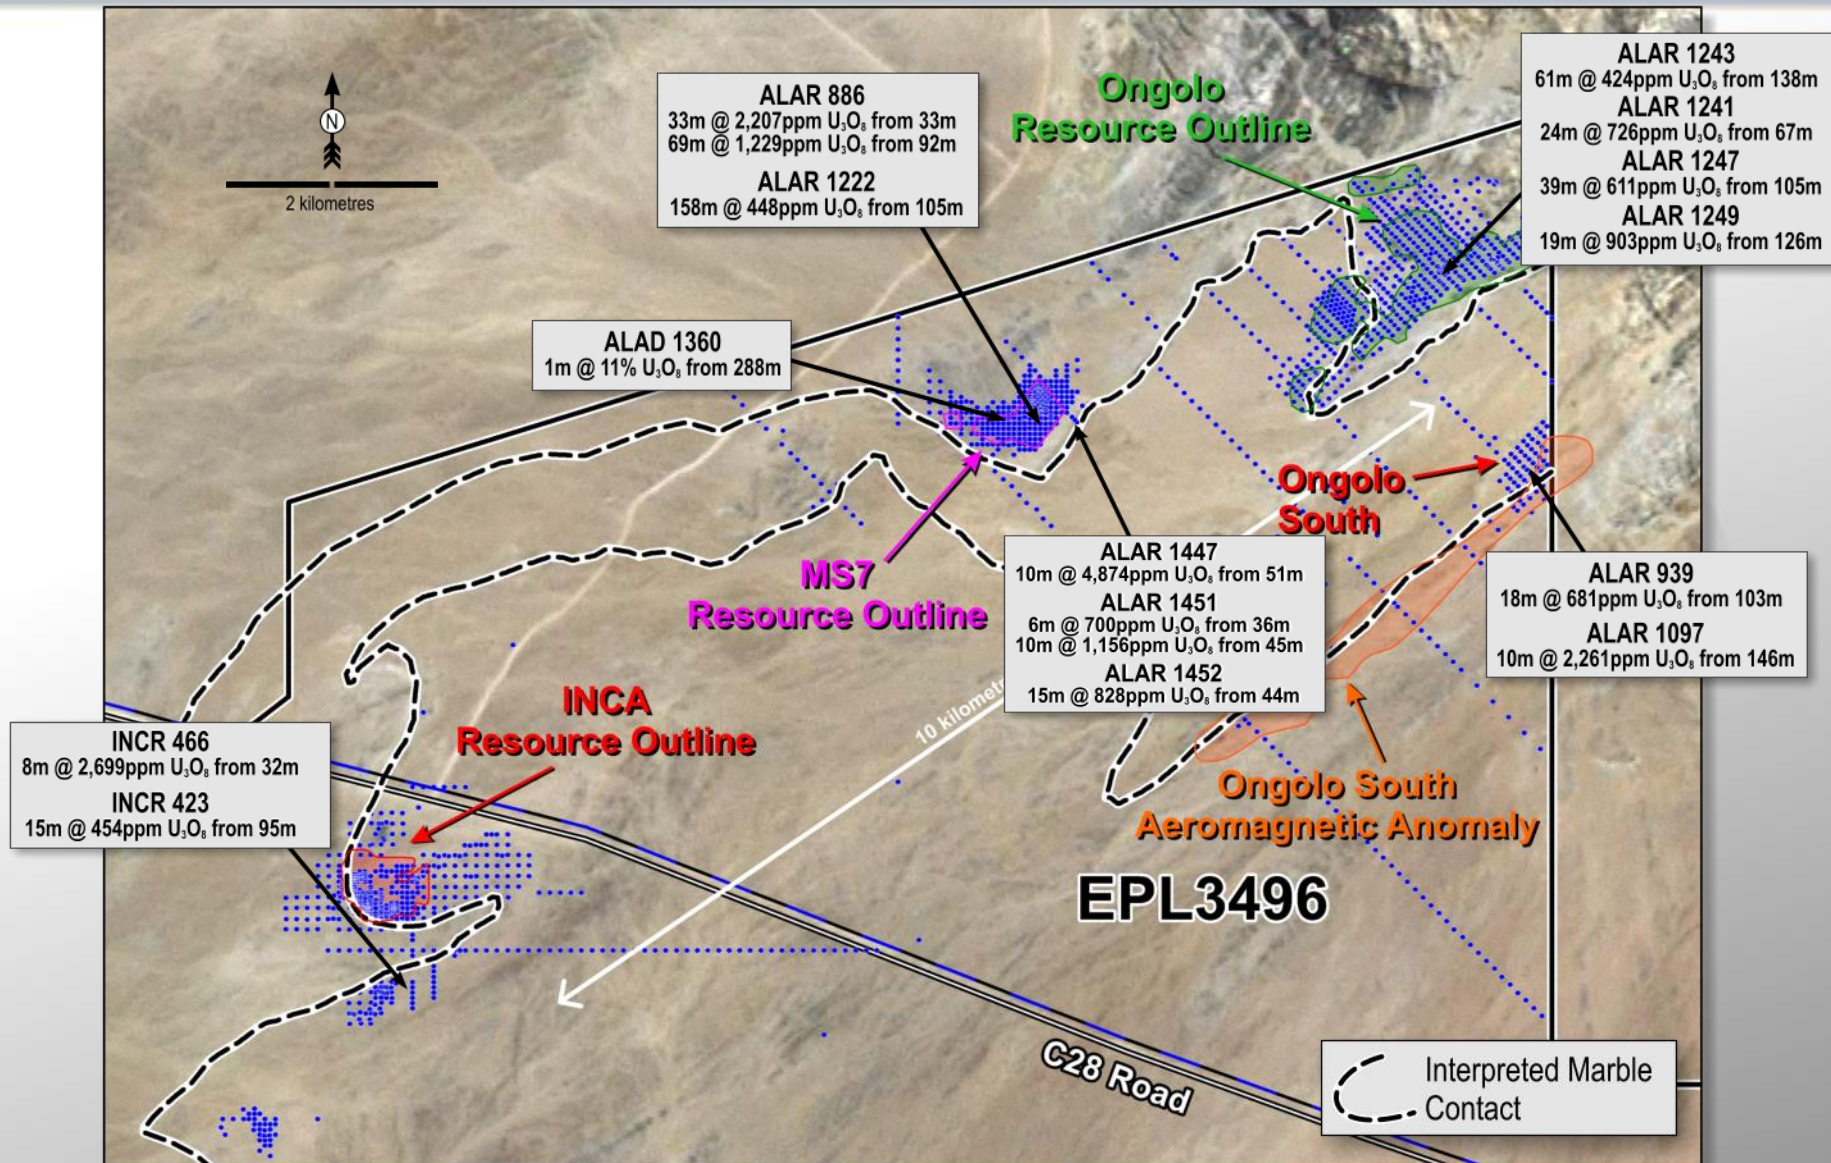 N
2 kilometres
ALAR 886
33m @ 2,207ppm U₃O₈ from 33m
69m @ 1,229ppm U₃O₈ from 92m
ALAR 1222
158m @ 448ppm U₃O₈ from 105m
Ongolo
Resource Outline
ALAR 1243
61m @ 424ppm U₃O₈ from 138m
ALAR 1241
24m @ 726ppm U₃O₈ from 67m
ALAR 1247
39m @ 611ppm U₃O₈ from 105m
ALAR 1249
19m @ 903ppm U₃O₈ from 126m
ALAD 1360
1m @ 11% U₃O₈ from 288m
MS7
Resource Outline
Ongolo
South
ALAR 1447
10m @ 4,874ppm U₃O₈ from 51m
ALAR 1451
6m @ 700ppm U₃O₈ from 36m
10m @ 1,156ppm U₃O₈ from 45m
ALAR 1452
15m @ 828ppm U₃O₈ from 44m
ALAR 939
18m @ 681ppm U₃O₈ from 103m
ALAR 1097
10m @ 2,261ppm U₃O₈ from 146m
INCA
Resource Outline
10 kilometr
INCR 466
8m @ 2,699ppm U₃O₈ from 32m
INCR 423
15m @ 454ppm U₃O₈ from 95m
Ongolo South
Aeromagnetic Anomaly
EPL3496
C28 Road
Interpreted Marble
Contact